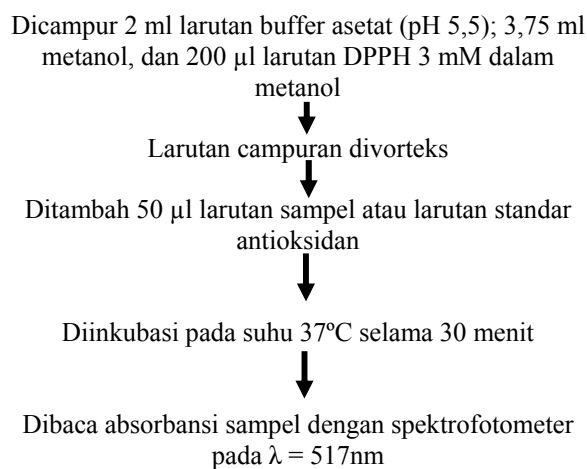 Dicampur 2 ml larutan buffer asetat (pH 5,5); 3,75 ml
metanol, dan 200 µl larutan DPPH 3 mM dalam
metanol
Larutan campuran divorteks
Ditambah 50 µl larutan sampel atau larutan standar
antioksidan
Diinkubasi pada suhu 37ºC selama 30 menit
Dibaca absorbansi sampel dengan spektrofotometer
pada λ = 517nm